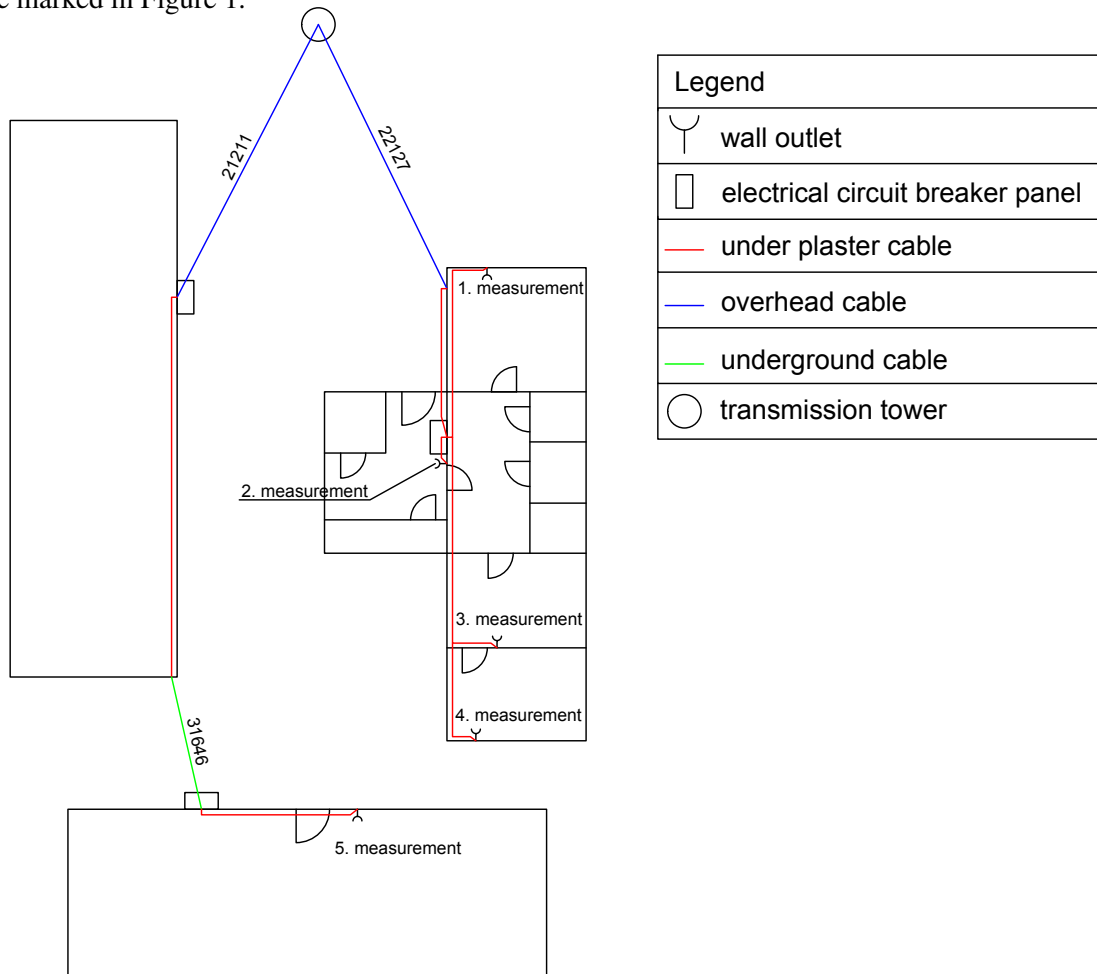 e marked in Figure 1.
21211
22127
1. measurement
2. measurement
3. measurement
4. measurement
31646
5. measurement
Legend
wall outlet
electrical circuit breaker panel
under plaster cable
overhead cable
underground cable
transmission tower